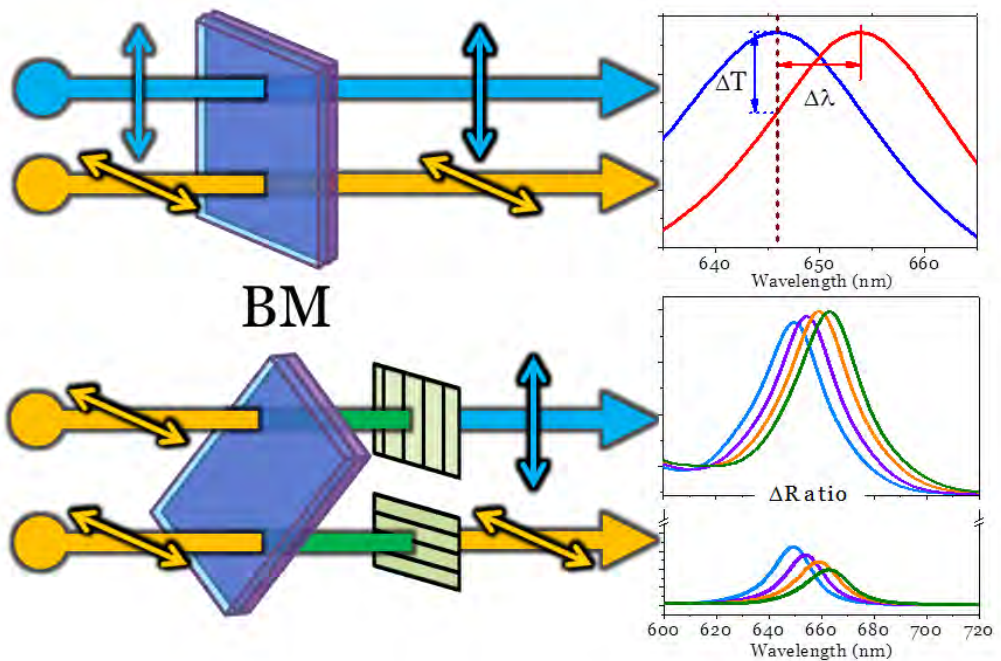 ΔT
Δλ
640 650 660
Wavelength (nm)
BM
ΔRatio
600 620 640 660 680 700 720
Wavelength (nm)